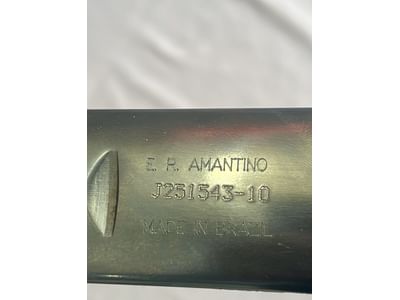 E. R. AMANTINO
J251543-10
MADE IN BRAZIL